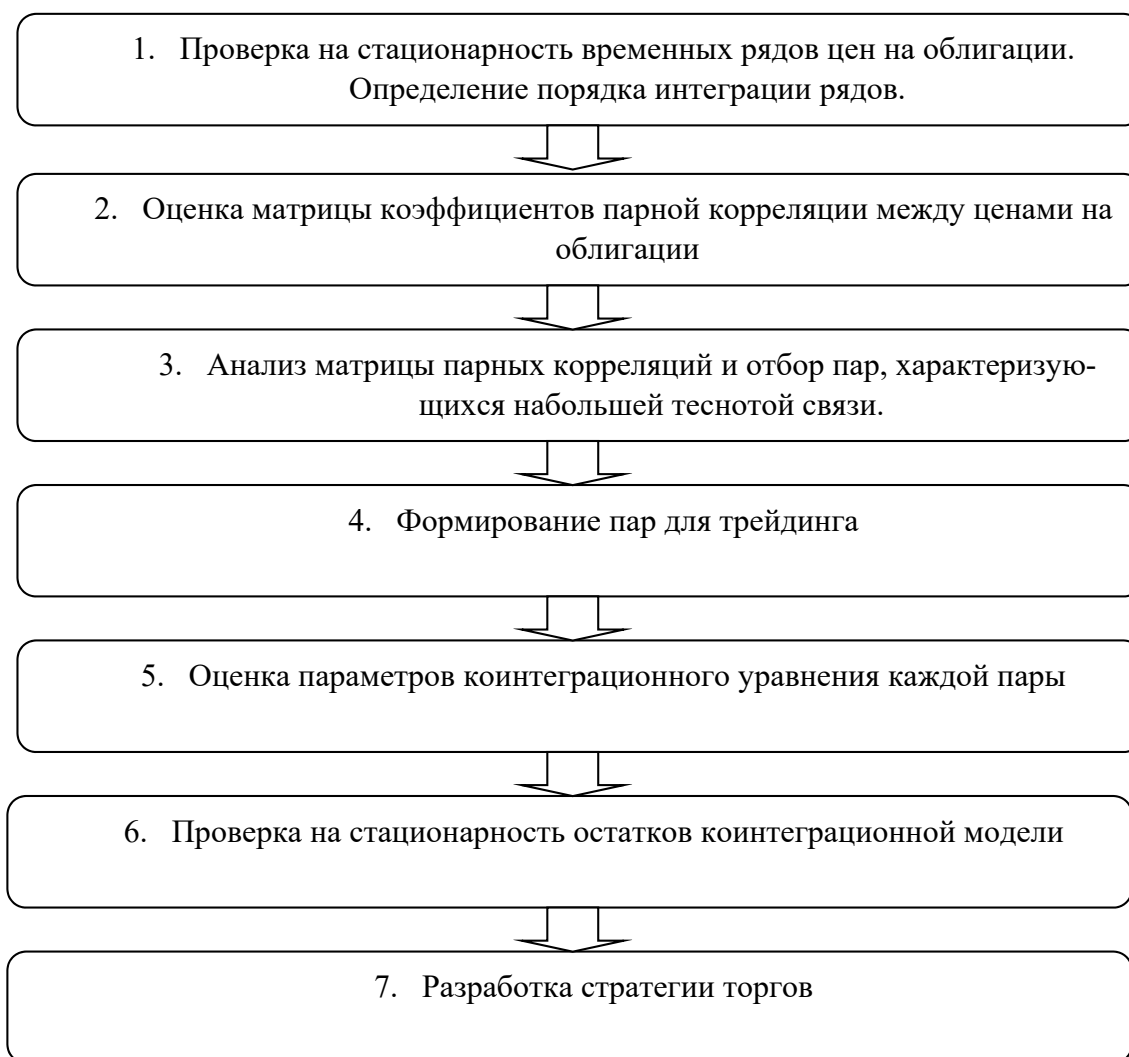 1. Проверка на стационарность временных рядов цен на облигации.
Определение порядка интеграции рядов.
2. Оценка матрицы коэффициентов парной корреляции между ценами на
облигации
3. Анализ матрицы парных корреляций и отбор пар, характеризую-
щихся набольшей теснотой связи.
4. Формирование пар для трейдинга
5. Оценка параметров коинтеграционного уравнения каждой пары
6. Проверка на стационарность остатков коинтеграционной модели
7. Разработка стратегии торгов